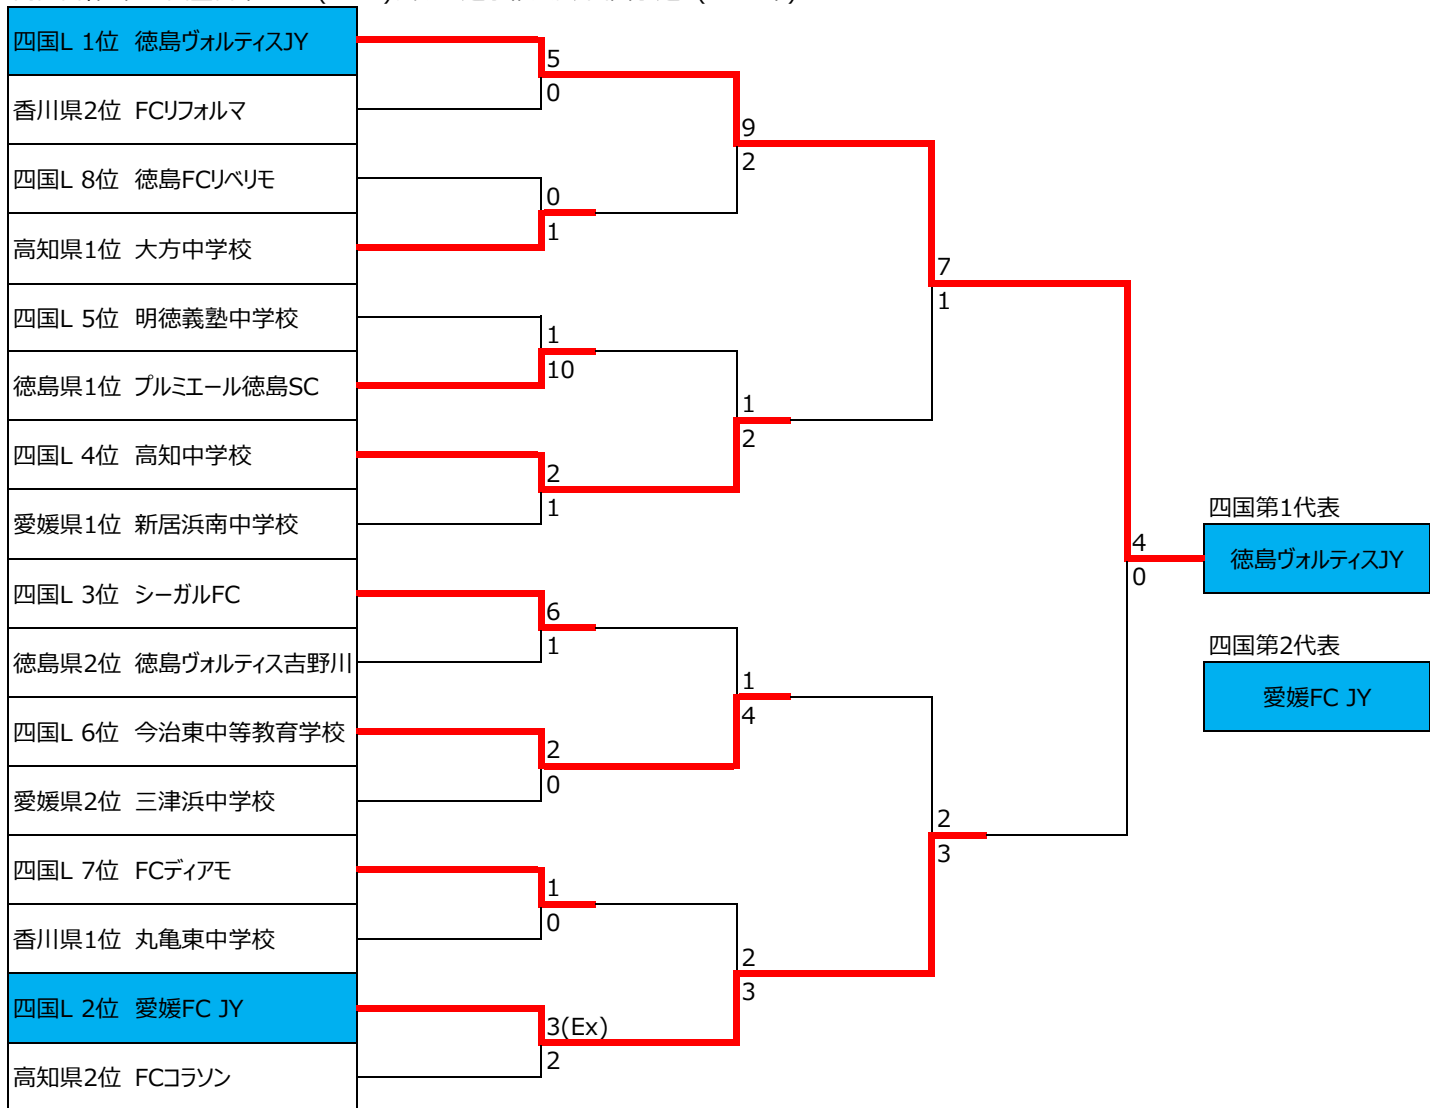 四国L 1位 徳島ヴォルティスJY
香川県2位 FCリフォルマ
四国L 8位 徳島FCリベリモ
高知県1位 大方中学校
四国L 5位 明徳義塾中学校
徳島県1位 プルミエール徳島SC
四国L 4位 高知中学校
愛媛県1位 新居浜南中学校
四国L 3位 シーガルFC
徳島県2位 徳島ヴォルティス吉野川
四国L 6位 今治東中等教育学校
愛媛県2位 三津浜中学校
四国L 7位 FCディアモ
香川県1位 丸亀東中学校
四国L 2位 愛媛FC JY
高知県2位 FCコラソン
5
0
0
1
1
10
2
1
6
1
2
0
1
0
3(Ex)
2
9
2
1
2
1
4
2
3
7
1
2
3
4
0
四国第1代表
徳島ヴォルティスJY
四国第2代表
愛媛FC JY